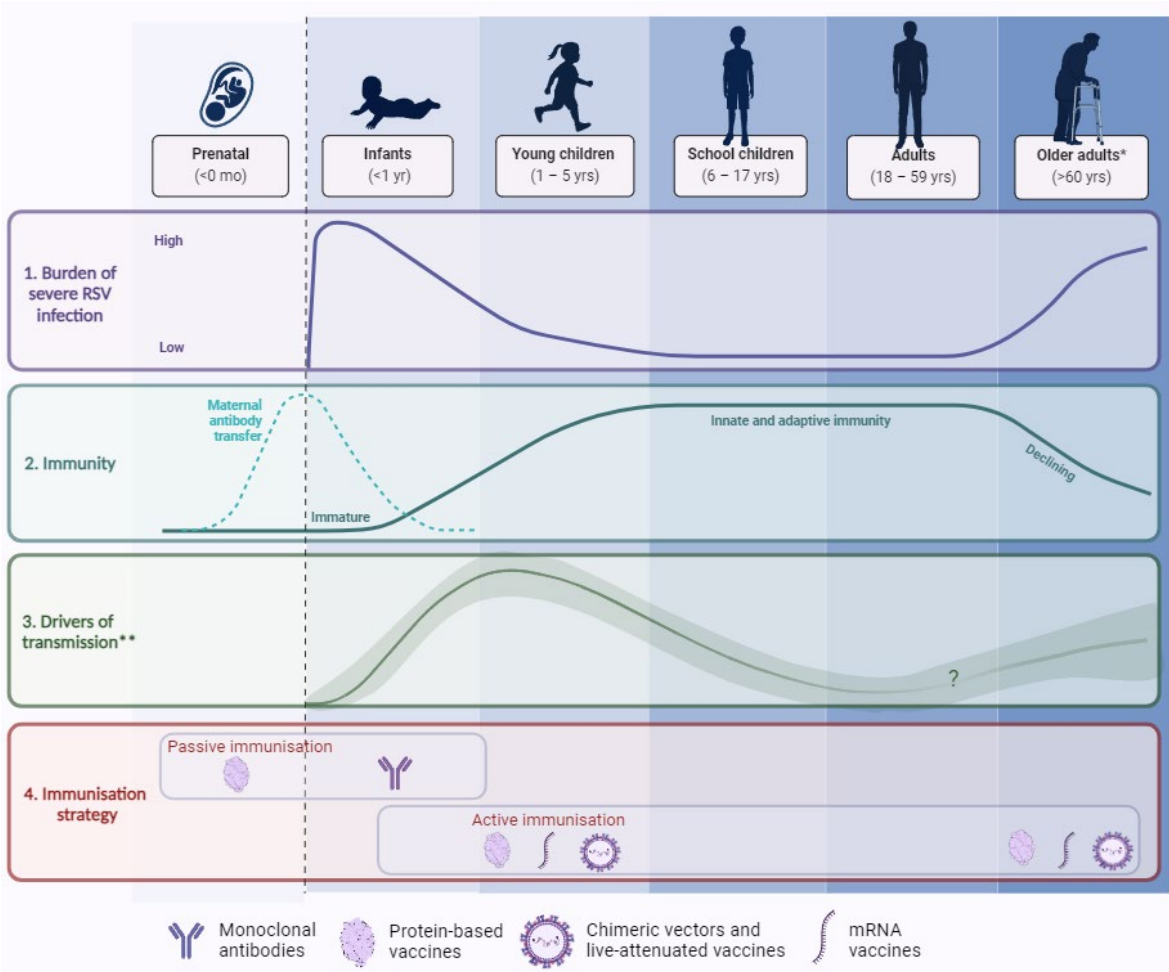 Prenatal
(<0 mo)
Infants
(<1 yr)
Young children
(1 – 5 yrs)
School children
(6 – 17 yrs)
Adults
(18 – 59 yrs)
Older adults*
(>60 yrs)
1. Burden of
severe RSV
infection
High
Low
2. Immunity
Maternal
antibody
transfer
Immature
Innate and adaptive immunity
Declining
3. Drivers of
transmission**
?
4. Immunisation
strategy
Passive immunisation
Active immunisation
Monoclonal
antibodies
Protein-based
vaccines
Chimeric vectors and
live-attenuated vaccines
mRNA
vaccines